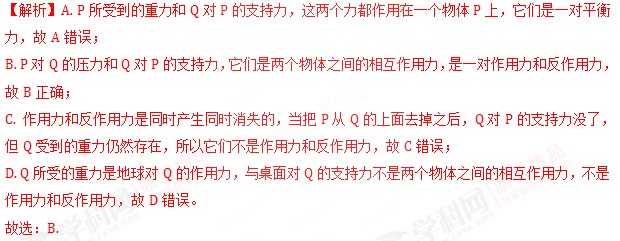 【解析】A. P 所受到的重力和 Q 对 P 的支持力，这两个力都作用在一个物体 P 上，它们是一对平衡
力，故 A 错误；
B. P 对 Q 的压力和 Q 对 P 的支持力，它们是两个物体之间的相互作用力，是一对作用力和反作用力，
故 B 正确；
C. 作用力和反作用力是同时产生同时消失的，当把 P 从 Q 的上面去掉之后，Q 对 P 的支持力没了，
但 Q 受到的重力仍然存在，所以它们不是作用力和反作用力，故 C 错误；
D. Q 所受的重力是地球对 Q 的作用力，与桌面对 Q 的支持力不是两个物体之间的相互作用力，不是
作用力和反作用力，故 D 错误。
故选：B.
学科网